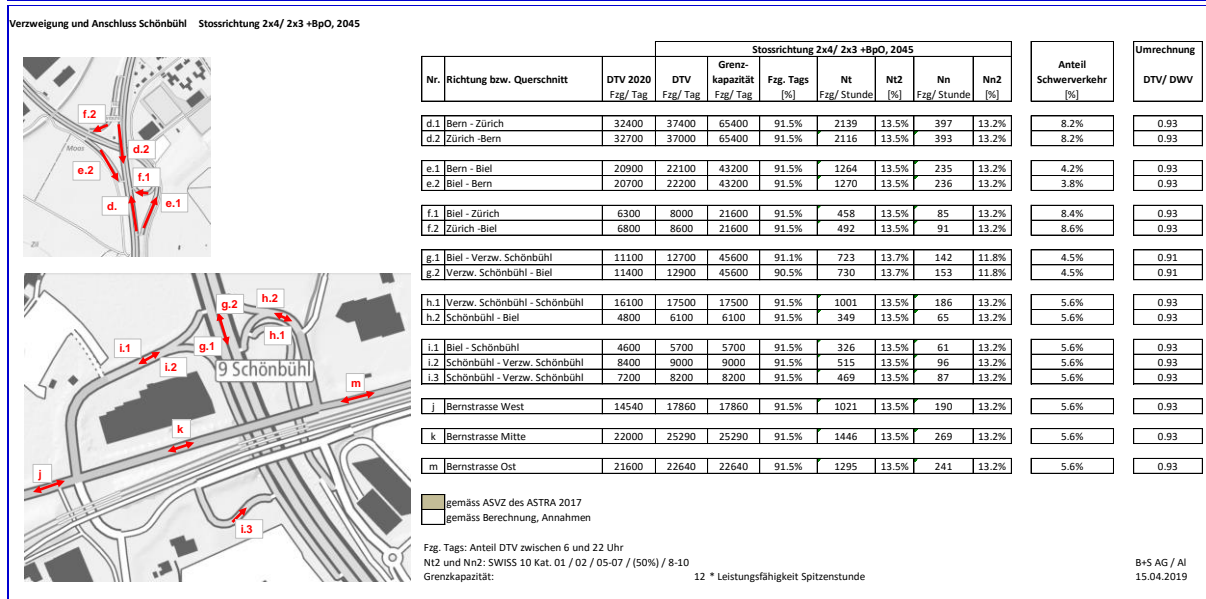 Verzweigung und Anschluss Schönbühl Stossrichtung 2x4/ 2x3 +BpO, 2045
f.2
Moos
d.2
e.2
f.1
d.
e.1
g.2
h.2
i.1
h.1
g.1
i.2
9 Schönbühl
m
k
j
i.3
Stossrichtung 2x4/ 2x3 +BpO, 2045
Umrechnung
Nr. Richtung bzw. Querschnitt DTV 2020 DTV Grenz-kapazität Fzg. Tags Nt Nt2 Nn Nn2 Anteil Schwerverkehr DTV/ DWV
Fzg/ Tag Fzg/ Tag Fzg/ Tag [%] Fzg/ Stunde [%] Fzg/ Stunde [%] [%]
d.1 Bern - Zürich 32400 37400 65400 91.5% 2139 13.5% 397 13.2% 8.2% 0.93
d.2 Zürich -Bern 32700 37000 65400 91.5% 2116 13.5% 393 13.2% 8.2% 0.93
e.1 Bern - Biel 20900 22100 43200 91.5% 1264 13.5% 235 13.2% 4.2% 0.93
e.2 Biel - Bern 20700 22200 43200 91.5% 1270 13.5% 236 13.2% 3.8% 0.93
f.1 Biel - Zürich 6300 8000 21600 91.5% 458 13.5% 85 13.2% 8.4% 0.93
f.2 Zürich -Biel 6800 8600 21600 91.5% 492 13.5% 91 13.2% 8.6% 0.93
g.1 Biel - Verzw. Schönbühl 11100 12700 45600 91.1% 723 13.7% 142 11.8% 4.5% 0.91
g.2 Verzw. Schönbühl - Biel 11400 12900 45600 90.5% 730 13.7% 153 11.8% 4.5% 0.91
h.1 Verzw. Schönbühl - Schönbühl 16100 17500 17500 91.5% 1001 13.5% 186 13.2% 5.6% 0.93
h.2 Schönbühl - Biel 4800 6100 6100 91.5% 349 13.5% 65 13.2% 5.6% 0.93
i.1 Biel - Schönbühl 4600 5700 5700 91.5% 326 13.5% 61 13.2% 5.6% 0.93
i.2 Schönbühl - Verzw. Schönbühl 8400 9000 9000 91.5% 515 13.5% 96 13.2% 5.6% 0.93
i.3 Schönbühl - Verzw. Schönbühl 7200 8200 8200 91.5% 469 13.5% 87 13.2% 5.6% 0.93
j Bernstrasse West 14540 17860 17860 91.5% 1021 13.5% 190 13.2% 5.6% 0.93
k Bernstrasse Mitte 22000 25290 25290 91.5% 1446 13.5% 269 13.2% 5.6% 0.93
m Bernstrasse Ost 21600 22640 22640 91.5% 1295 13.5% 241 13.2% 5.6% 0.93
gemäss ASVZ des ASTRA 2017
gemäss Berechnung, Annahmen
Fzg. Tags: Anteil DTV zwischen 6 und 22 Uhr
Nt2 und Nn2: SWISS 10 Kat. 01 / 02 / 05-07 / (50%) / 8-10
Grenzkapazität: 12 * Leistungsfähigkeit Spitzenstunde
B+S AG / Al
15.04.2019